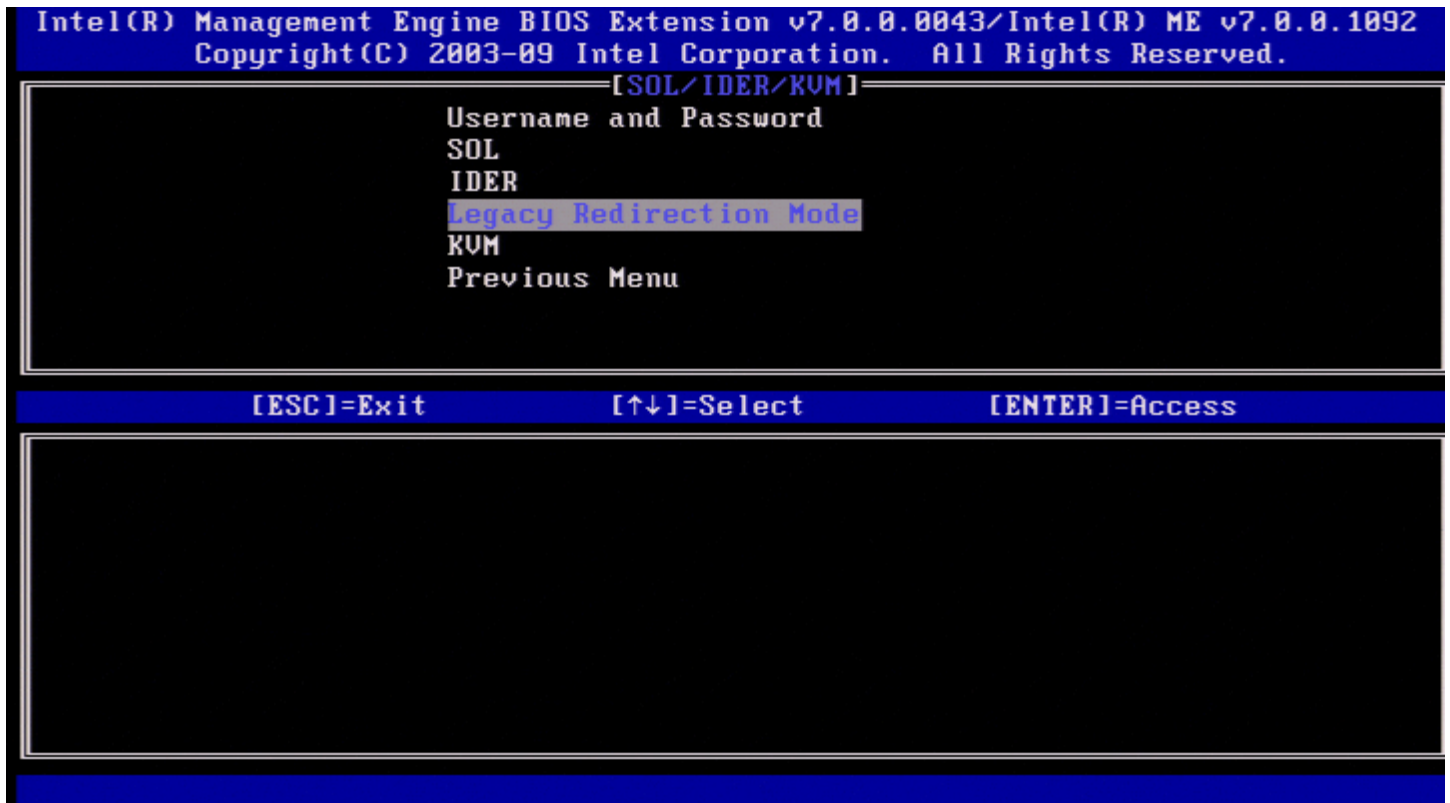 Intel(R) Management Engine BIOS Extension v7.0.0.0043/Intel(R) ME v7.0.0.1092
Copyright(C) 2003-09 Intel Corporation. All Rights Reserved.
[SOL/IDER/KVM]
Username and Password
SOL
IDER
Legacy Redirection Mode
KVM
Previous Menu
[ESC]=Exit [↑↓]=Select [ENTER]=Access